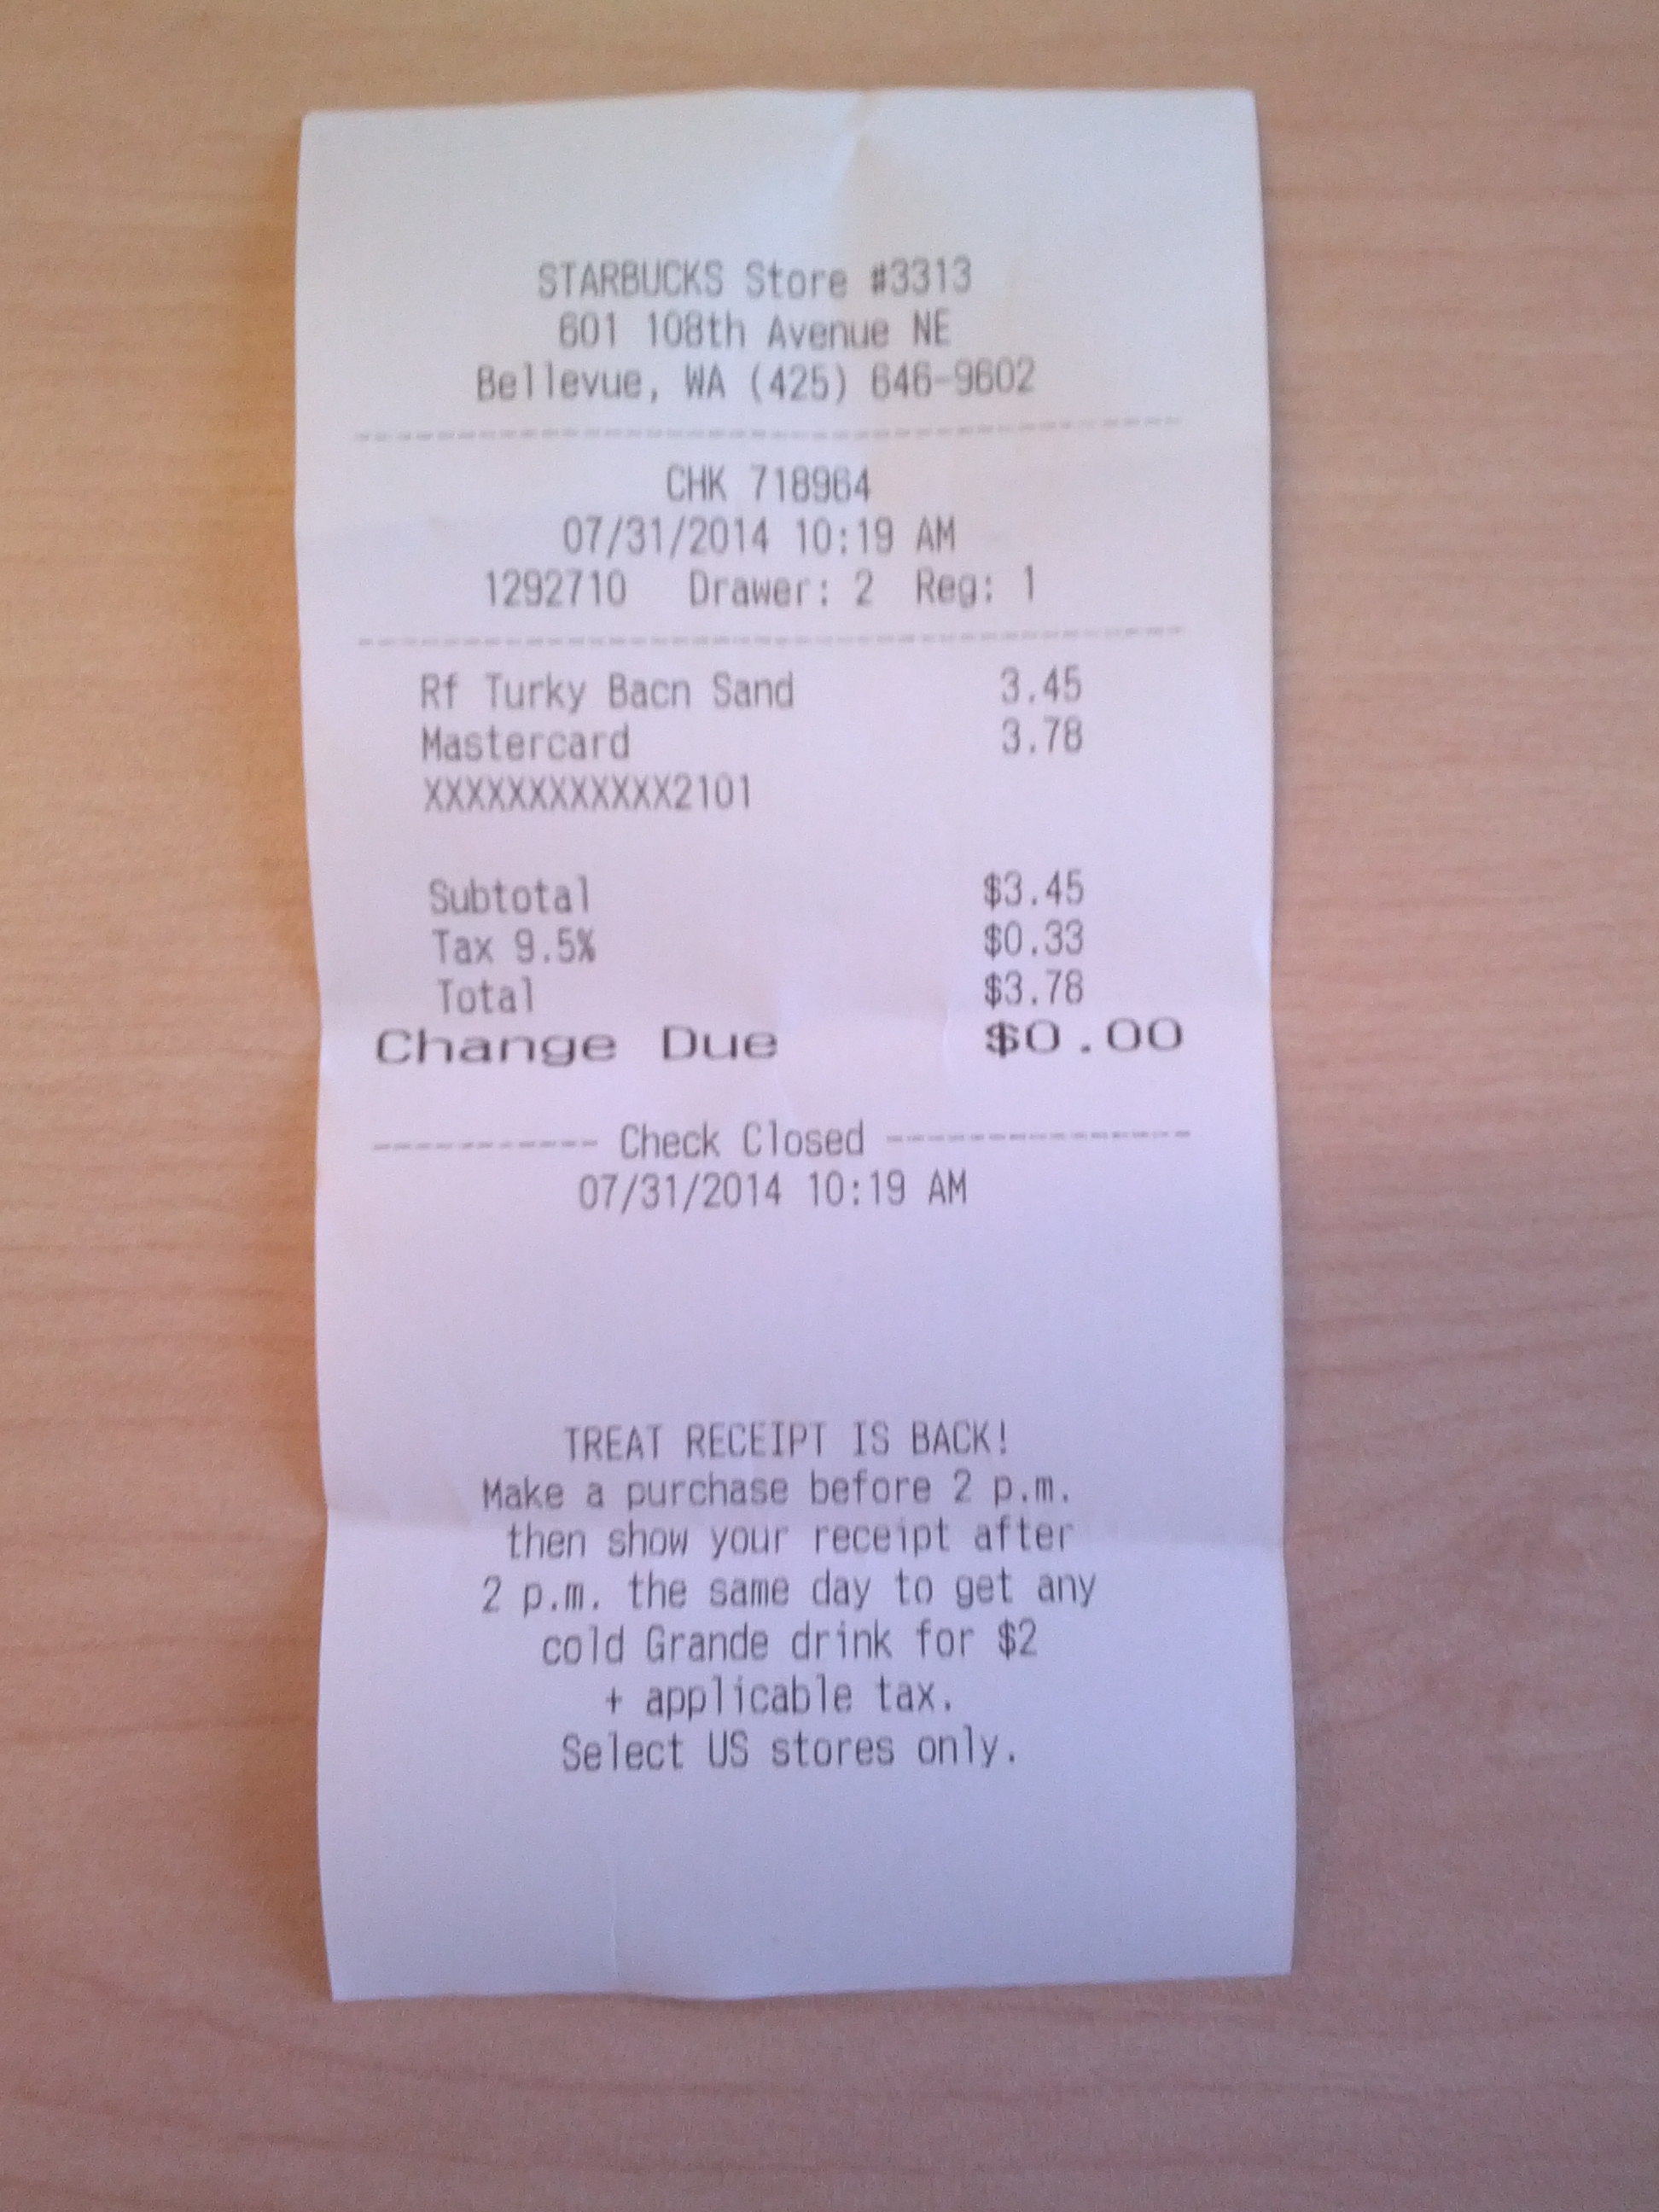 STARBUCKS Store #3313
601 108th Avenue NE
Bellevue, WA (425) 646-9602
CHK 718964
07/31/2014 10:19 AM
1292710 Drawer: 2 Reg: 1
Rf Turky Bacn Sand 3.45
Mastercard 3.78
XXXXXXXXXXXX2101
Subtotal $3.45
Tax 9.5% $0.33
Total $3.78
Change Due $0.00
------------ Check Closed ----------------
07/31/2014 10:19 AM
TREAT RECEIPT IS BACK!
Make a purchase before 2 p.m.
then show your receipt after
2 p.m. the same day to get any
cold Grande drink for $2
+ applicable tax.
Select US stores only.